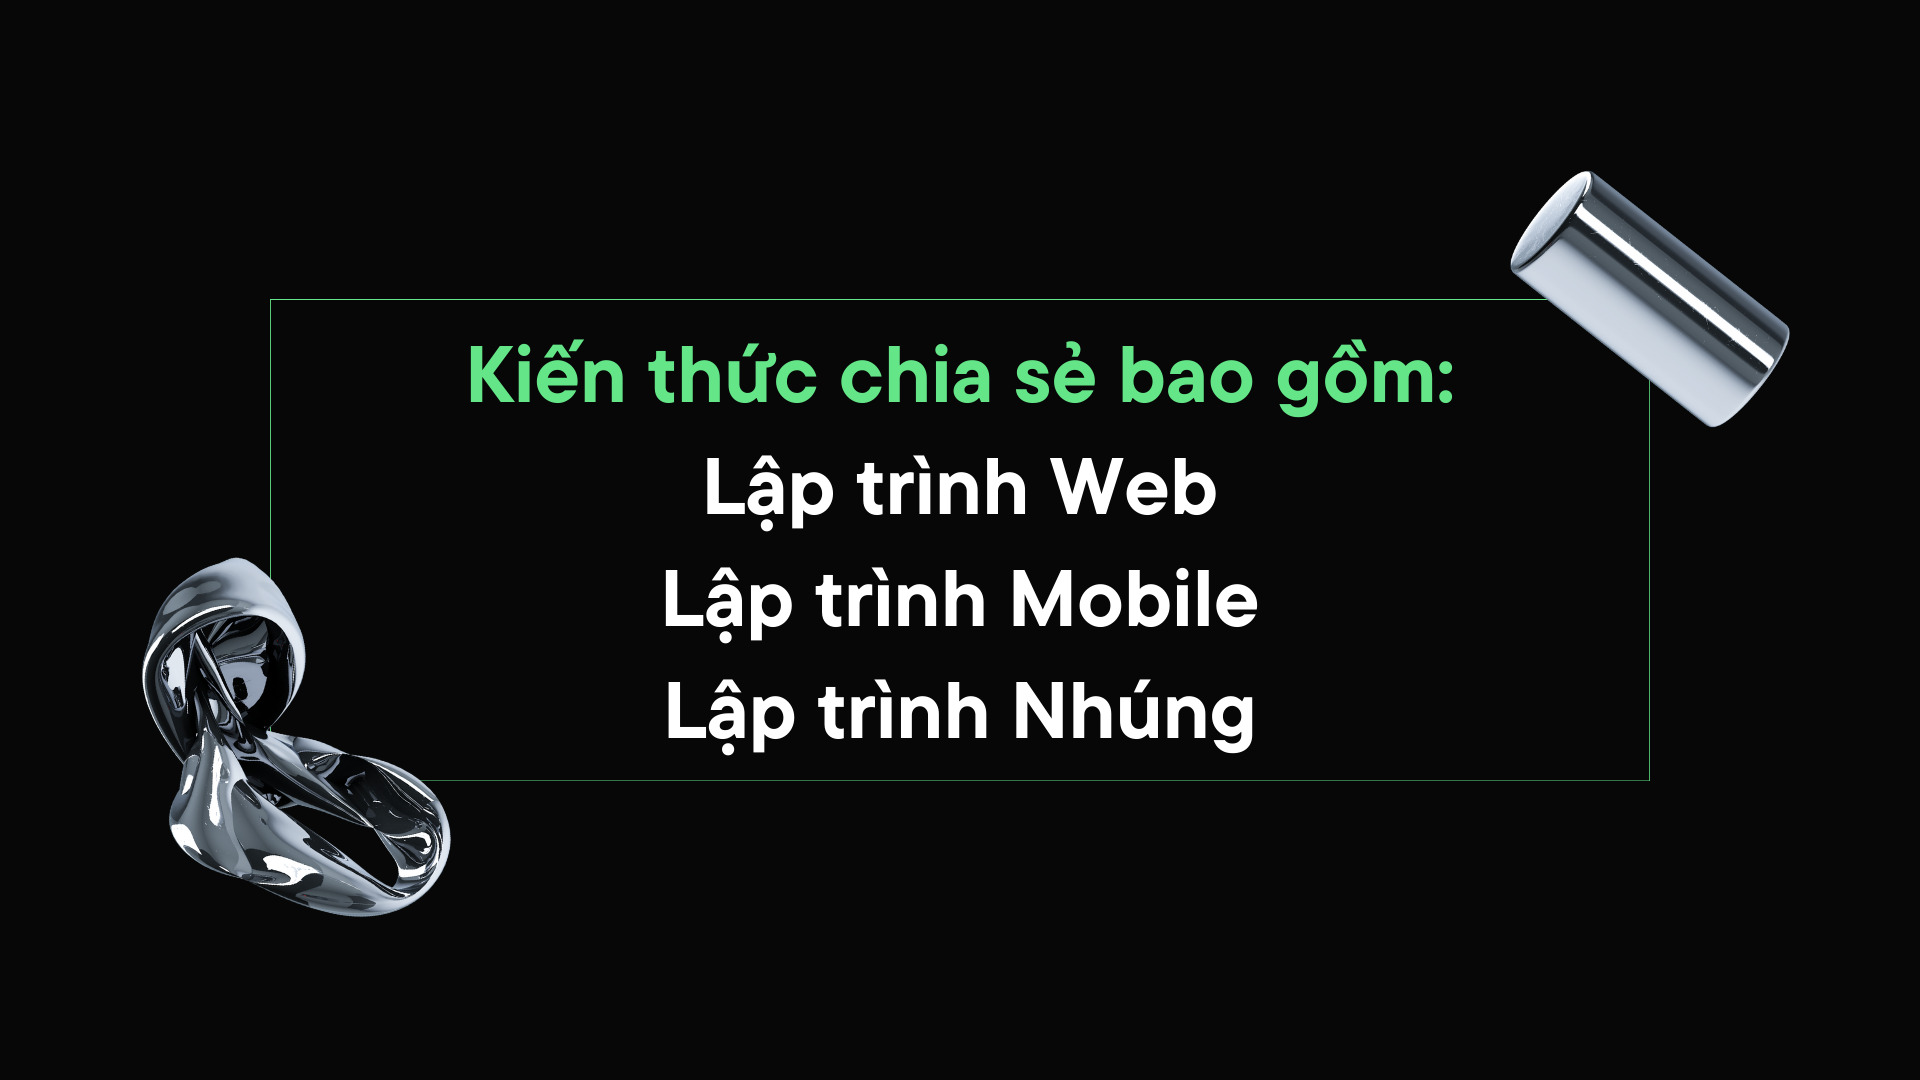 Kiến thức chia sẻ bao gồm:
Lập trình Web
Lập trình Mobile
Lập trình Nhúng